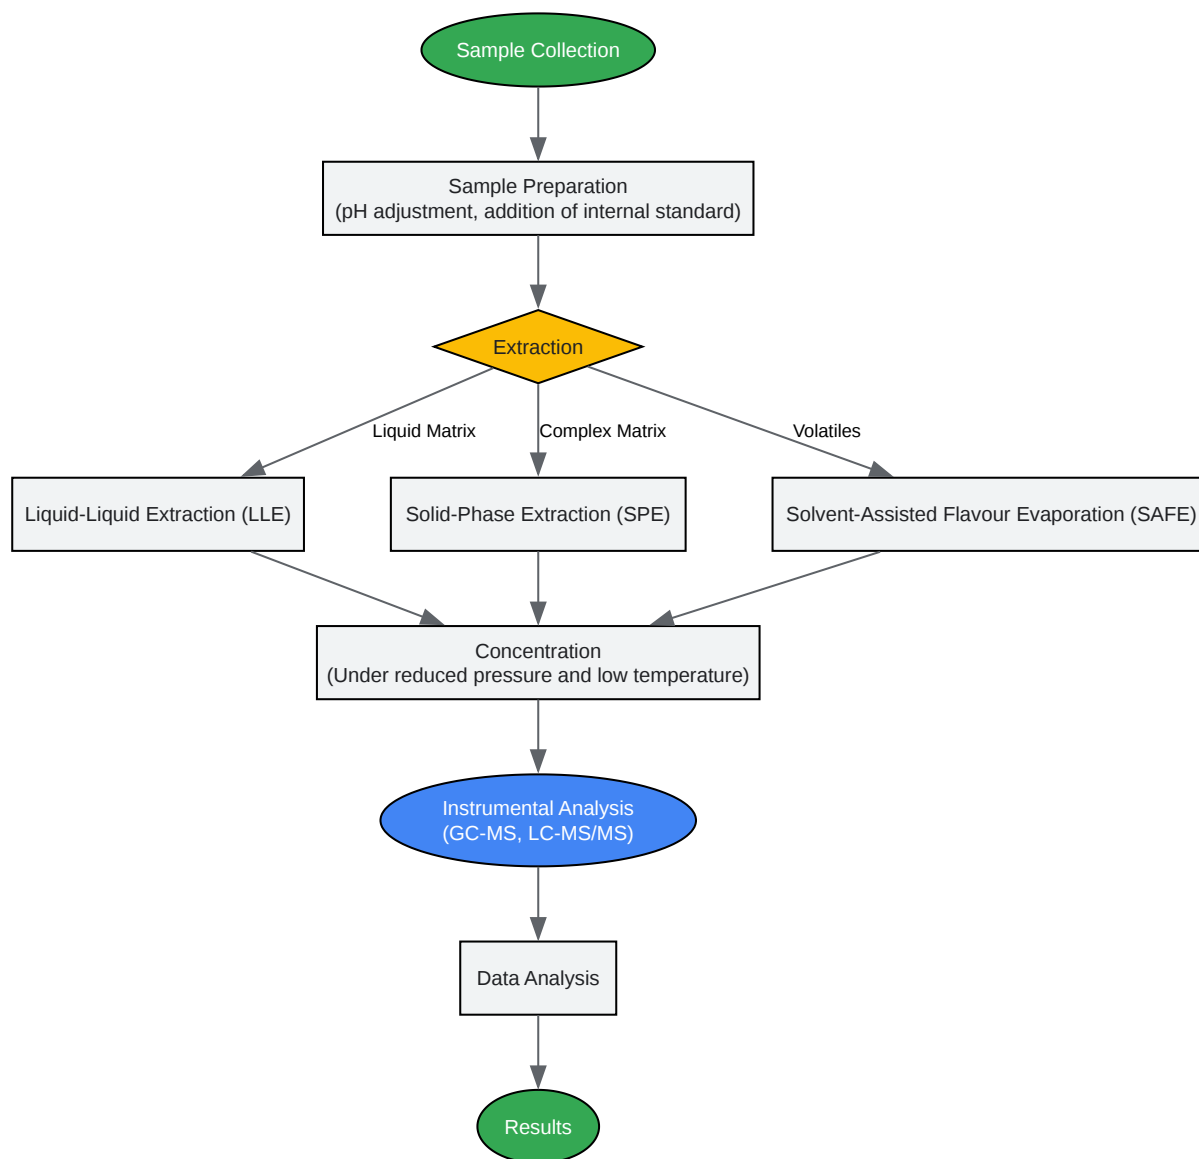 Sample Collection
Sample Preparation
(pH adjustment, addition of internal standard)
Extraction
Liquid Matrix
Complex Matrix
Volatiles
Liquid-Liquid Extraction (LLE)
Solid-Phase Extraction (SPE)
Solvent-Assisted Flavour Evaporation (SAFE)
Concentration
(Under reduced pressure and low temperature)
Instrumental Analysis
(GC-MS, LC-MS/MS)
Data Analysis
Results